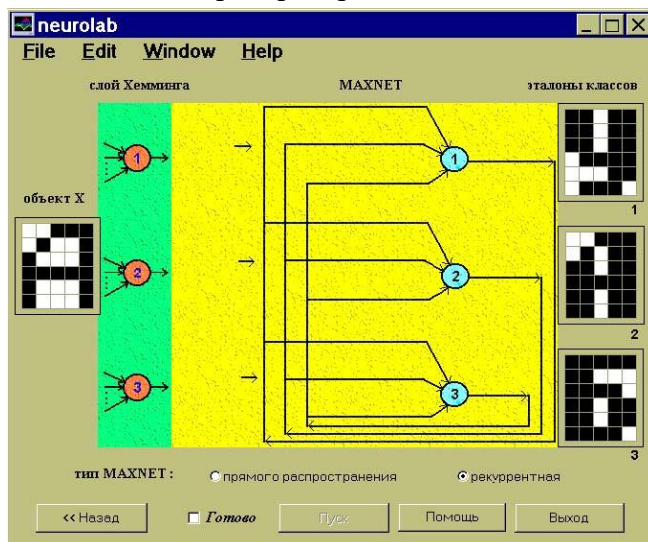 neurolab
File Edit Window Help
слой Хемминга MAXNET эталоны классов
1 1
объект X
1
2 2
2
3 3
3
тип MAXNET : прямого распространения рекуррентная
<< Назад Готово Пуск Помощь Выход